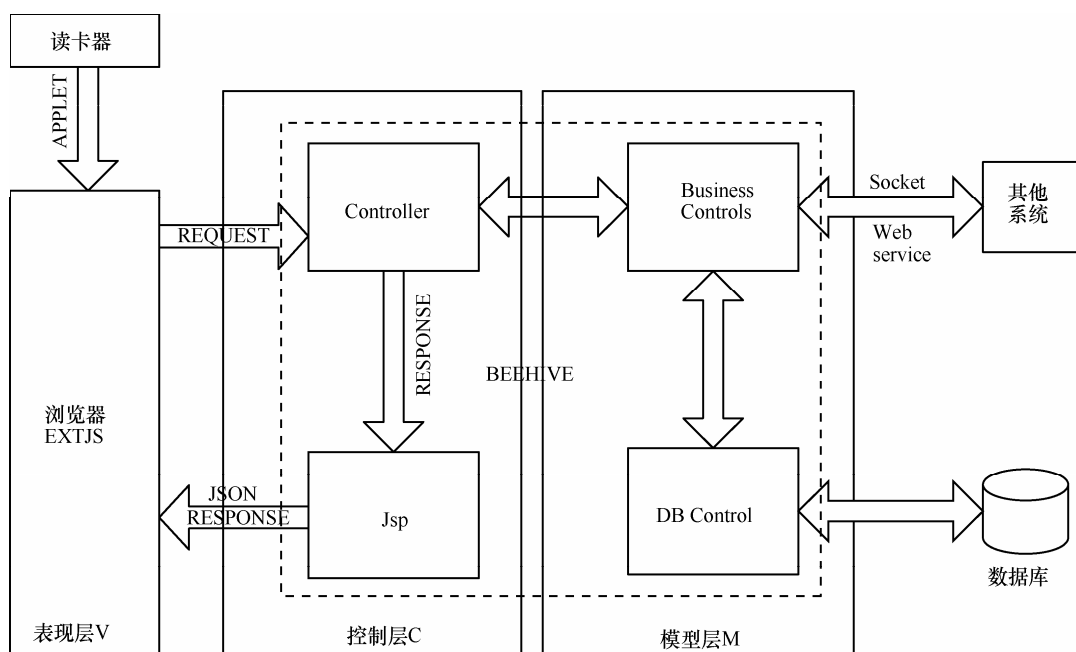 读卡器
APPLET
REQUEST
Controller
Business
Controls
Socket
Web
service
其他
系统
RESPONSE
BEEHIVE
浏览器
EXTJS
JSON
RESPONSE
Jsp
DB Control
数据库
表现层V
控制层C
模型层M